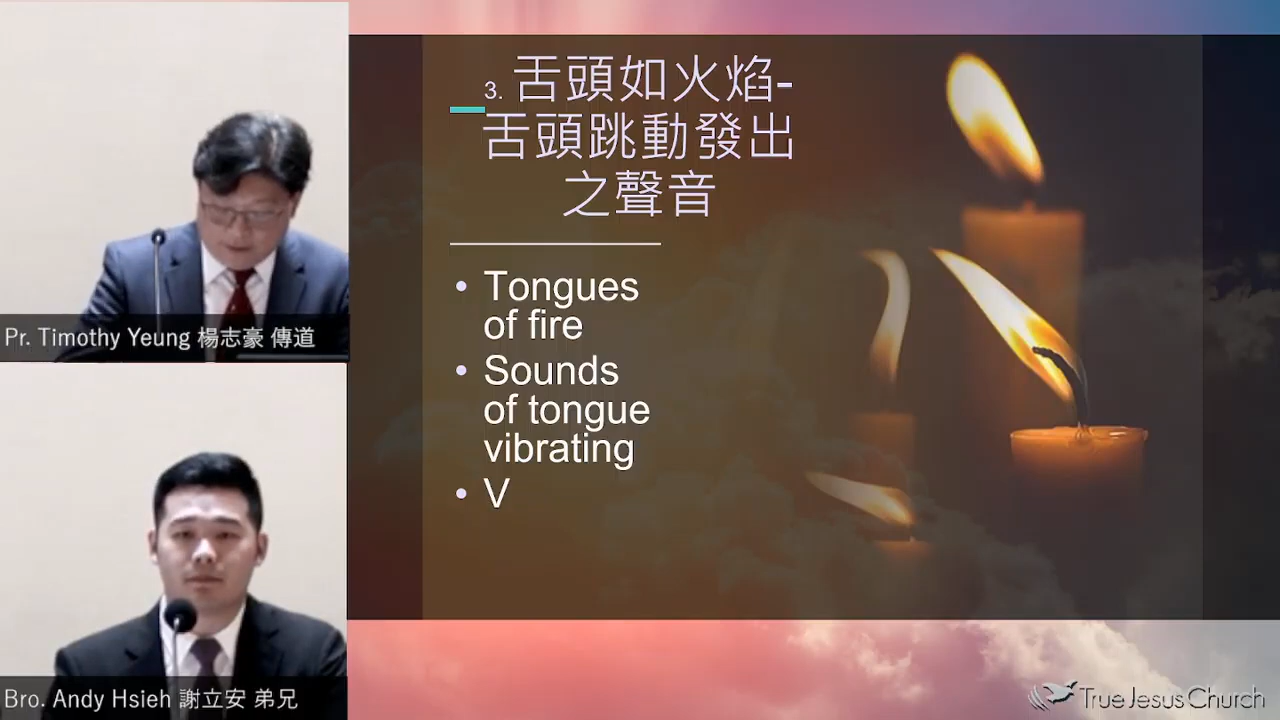 3. 舌頭如火焰-
舌頭跳動發出
之聲音
• Tongues
of fire
• Sounds
of tongue
vibrating
• V
Pr. Timothy Yeung 楊志豪 傳道
Bro. Andy Hsieh 謝立安 弟兄
True Jesus Church